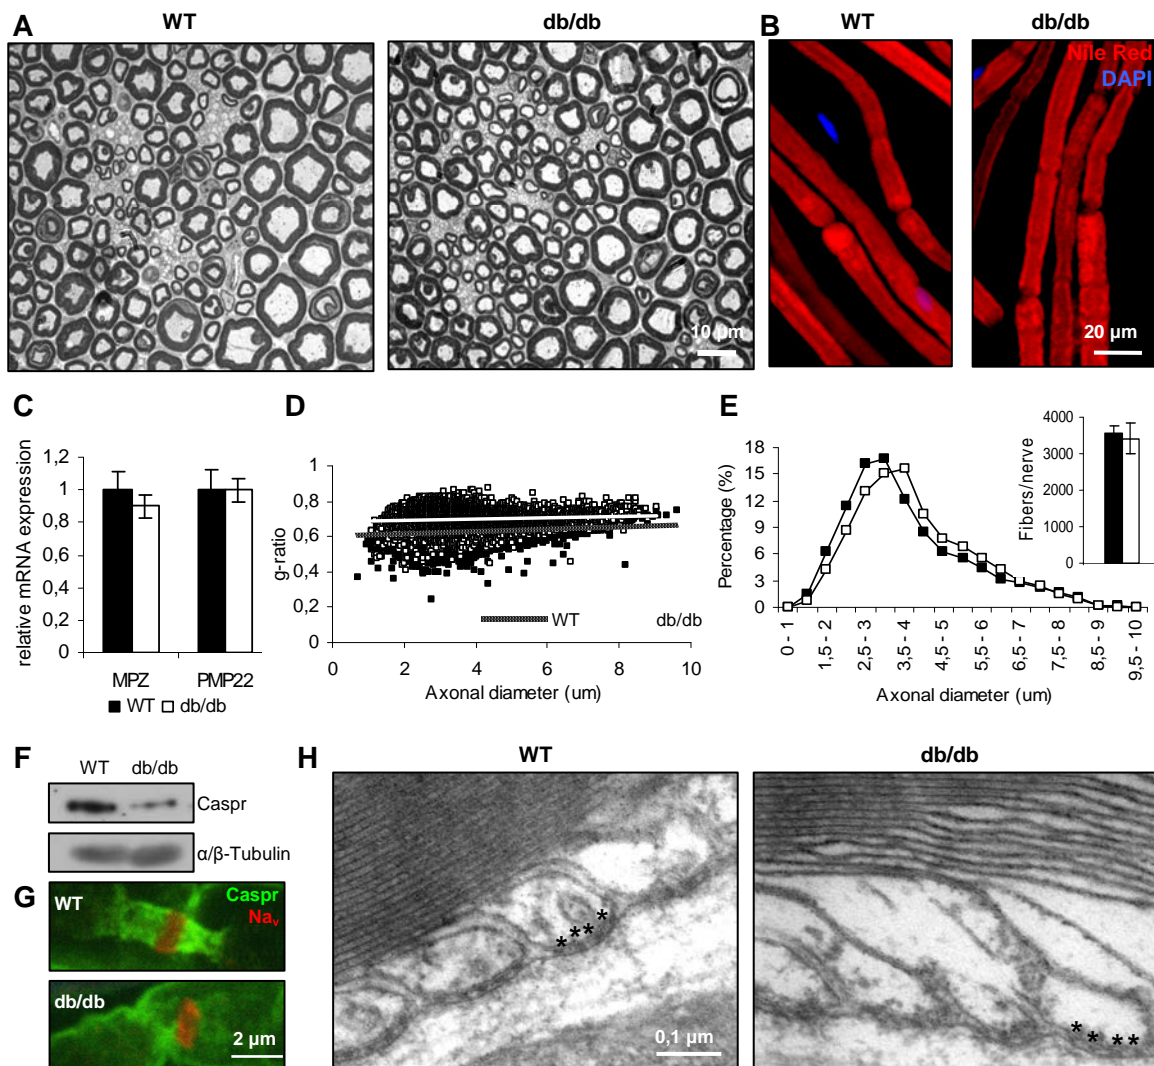 A WT db/db
10 µm
B WT db/db
Nile Red
DAPI
20 µm
C
relative mRNA expression
1,2
1
0,8
0,6
0,4
0,2
0
MPZ PMP22
WT db/db
D
g-ratio
1
0,8
0,6
0,4
0,2
0
WT db/db
0 2 4 6 8 10
Axonal diameter (um)
E
Percentage (%)
18
15
12
9
6
3
0
0 - 1
1,5 - 2
2,5 - 3
3,5 - 4
4,5 - 5
5,5 - 6
6,5 - 7
7,5 - 8
8,5 - 9
9,5 - 10
Axonal diameter (um)
Fibers/nerve
4000
3000
2000
1000
0
F
WT db/db
Caspr
α/β-Tubulin
G
WT
Caspr
Naᵥ
db/db
2 µm
H WT db/db
* * * *
0,1 µm
* * * *